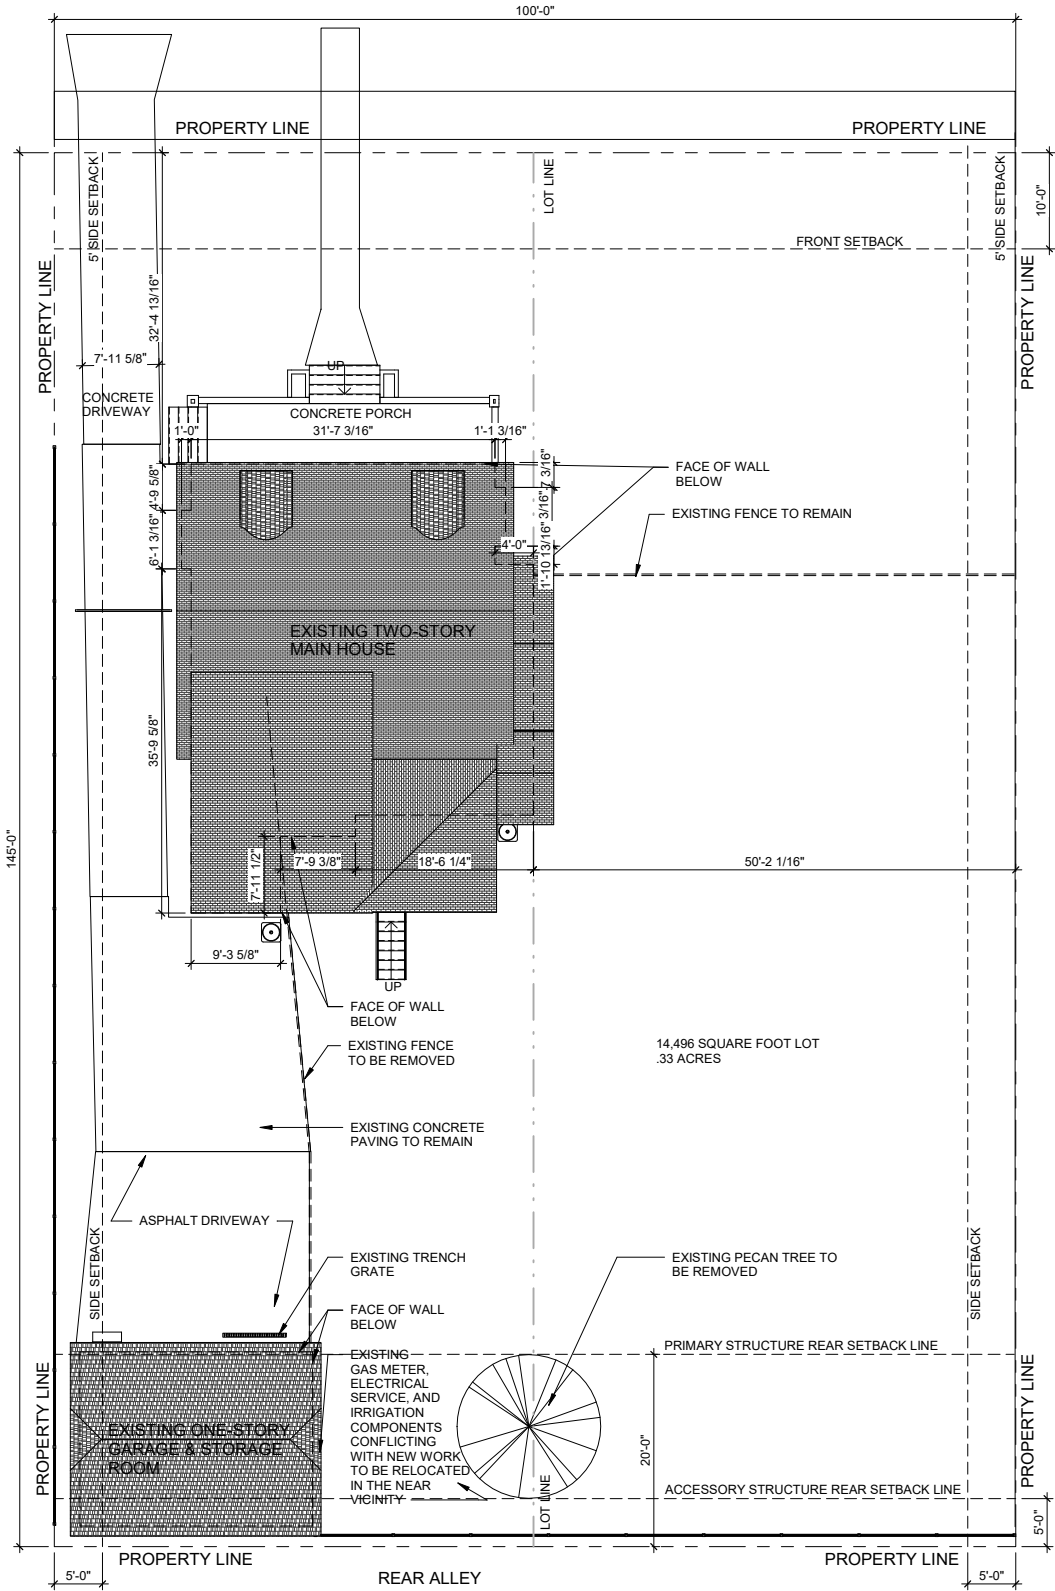 100'-0"
PROPERTY LINE
PROPERTY LINE
5' SIDE SETBACK
LOT LINE
5' SIDE SETBACK
10'-0"
FRONT SETBACK
PROPERTY LINE
PROPERTY LINE
32'-4 13/16"
7'-11 5/8"
UP
CONCRETE
DRIVEWAY
CONCRETE PORCH
1'-0"
31'-7 3/16"
1'-1 3/16"
FACE OF WALL
BELOW
4'-9 5/8"
EXISTING FENCE TO REMAIN
6'-1 3/16"
4'-0"
1'-10 13/16"
EXISTING TWO-STORY
MAIN HOUSE
35'-9 5/8"
145'-0"
7'-11 1/2"
7'-9 3/8"
18'-6 1/4"
50'-2 1/16"
9'-3 5/8"
UP
FACE OF WALL
BELOW
EXISTING FENCE
TO BE REMOVED
14,496 SQUARE FOOT LOT
.33 ACRES
EXISTING CONCRETE
PAVING TO REMAIN
ASPHALT DRIVEWAY
SIDE SETBACK
SIDE SETBACK
EXISTING TRENCH
GRATE
EXISTING PECAN TREE TO
BE REMOVED
FACE OF WALL
BELOW
PRIMARY STRUCTURE REAR SETBACK LINE
EXISTING
GAS METER,
ELECTRICAL
SERVICE, AND
IRRIGATION
COMPONENTS
CONFLICTING
WITH NEW WORK
TO BE RELOCATED
IN THE NEAR
VICINITY
EXISTING ONE-STORY
GARAGE & STORAGE
ROOM
PROPERTY LINE
PROPERTY LINE
20'-0"
LOT LINE
ACCESSORY STRUCTURE REAR SETBACK LINE
5'-0"
PROPERTY LINE
PROPERTY LINE
5'-0"
REAR ALLEY
5'-0"